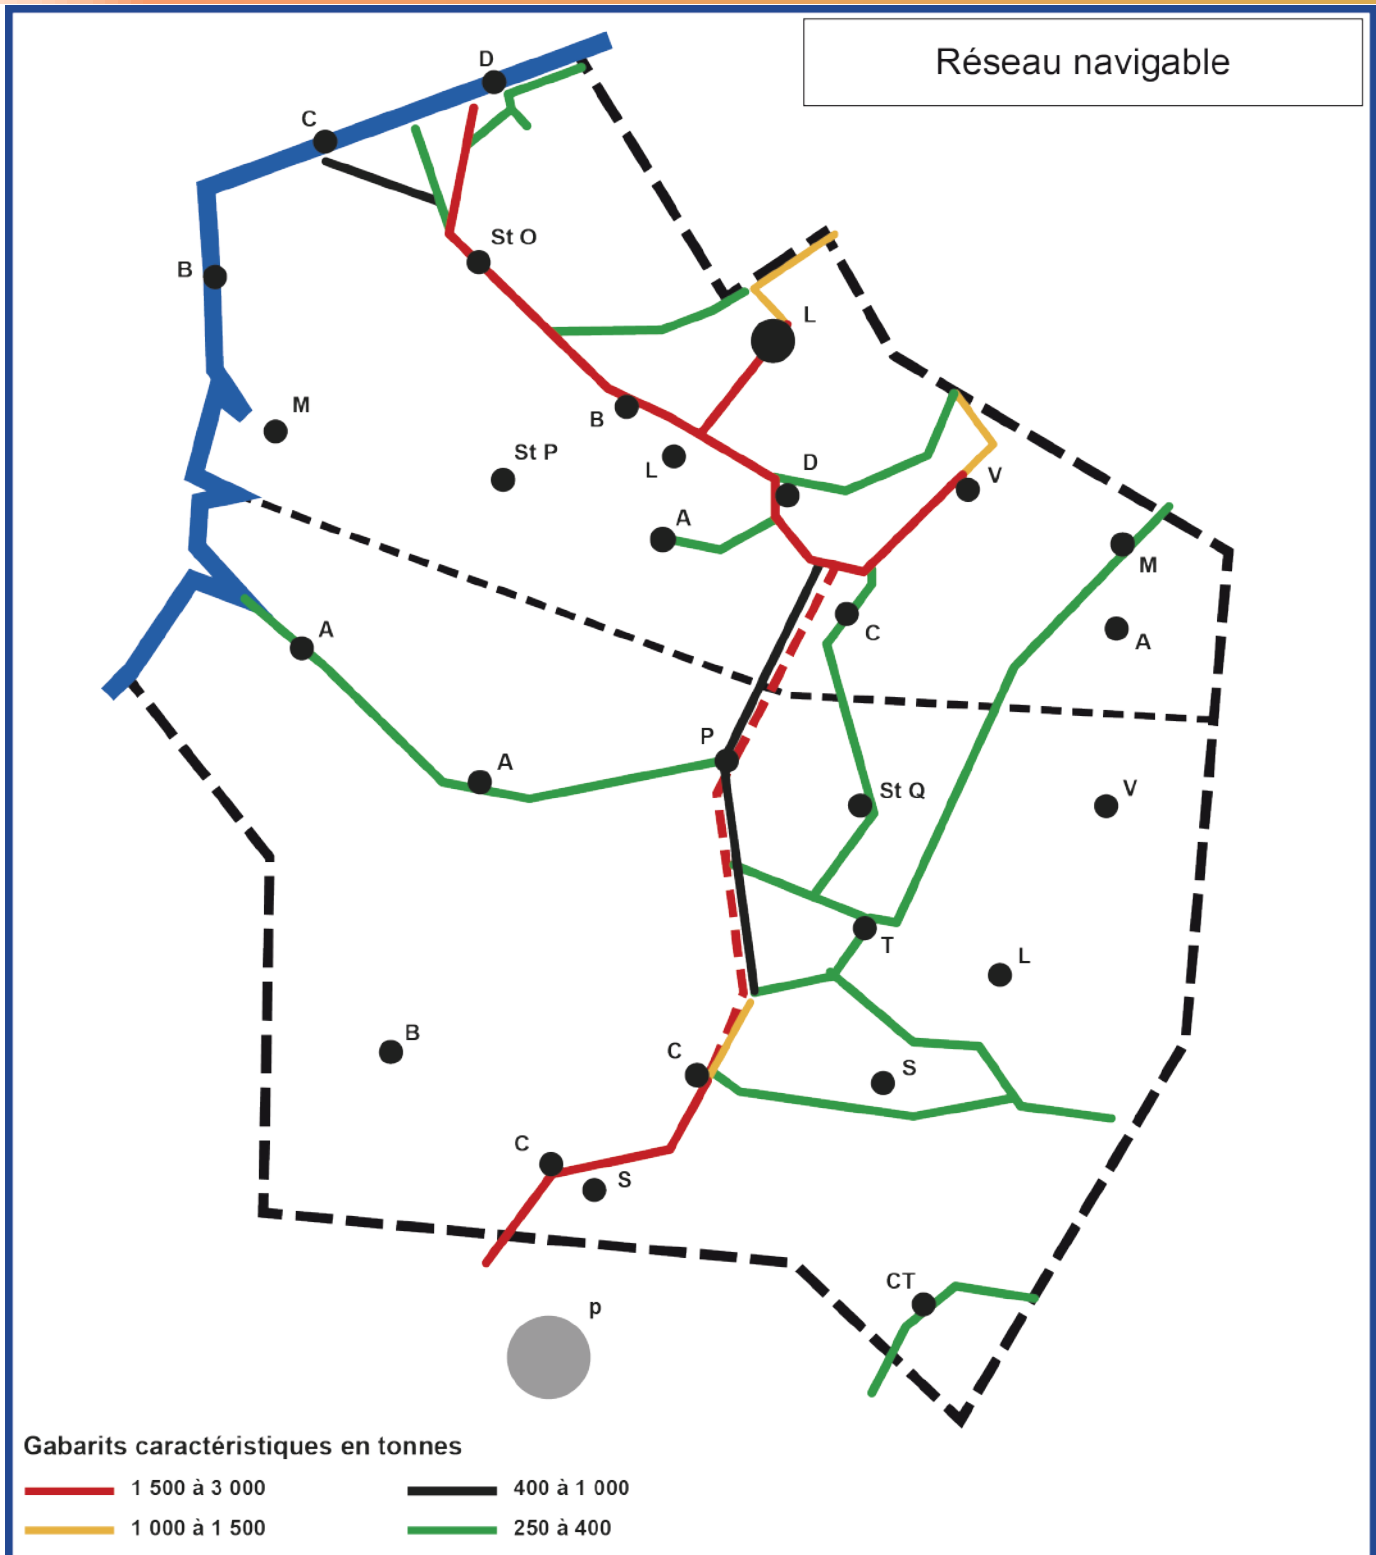 Réseau navigable
D
C
St O
B
L
M
B
St P
L
D
V
A
M
C
A
A
P
A
St Q
V
T
L
B
C
S
C
S
CT
p
Gabarits caractéristiques en tonnes
1 500 à 3 000
400 à 1 000
1 000 à 1 500
250 à 400